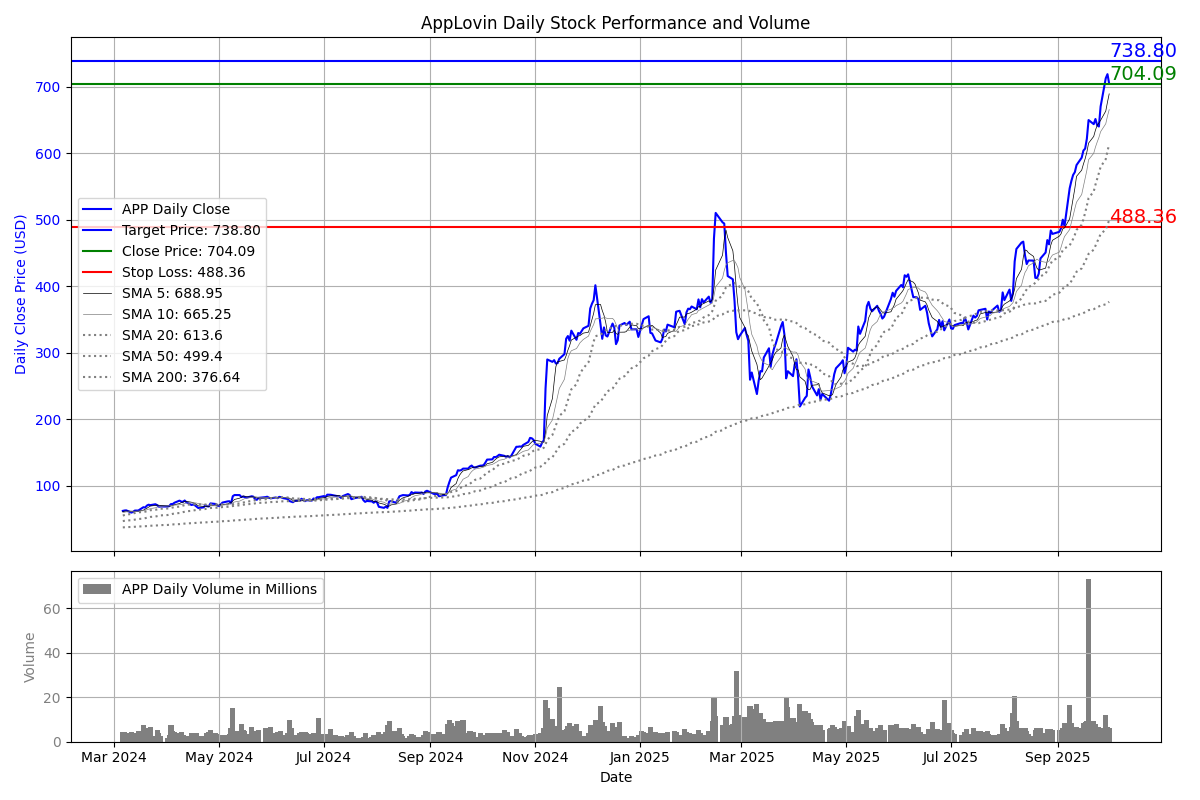 AppLovin Daily Stock Performance and Volume
738.80
704.09
488.36
Daily Close Price (USD)
700
600
500
400
300
200
100
APP Daily Close
Target Price: 738.80
Close Price: 704.09
Stop Loss: 488.36
SMA 5: 688.95
SMA 10: 665.25
SMA 20: 613.6
SMA 50: 499.4
SMA 200: 376.64
APP Daily Volume in Millions
Volume
60
40
20
0
Mar 2024 May 2024 Jul 2024 Sep 2024 Nov 2024 Jan 2025 Mar 2025 May 2025 Jul 2025 Sep 2025
Date